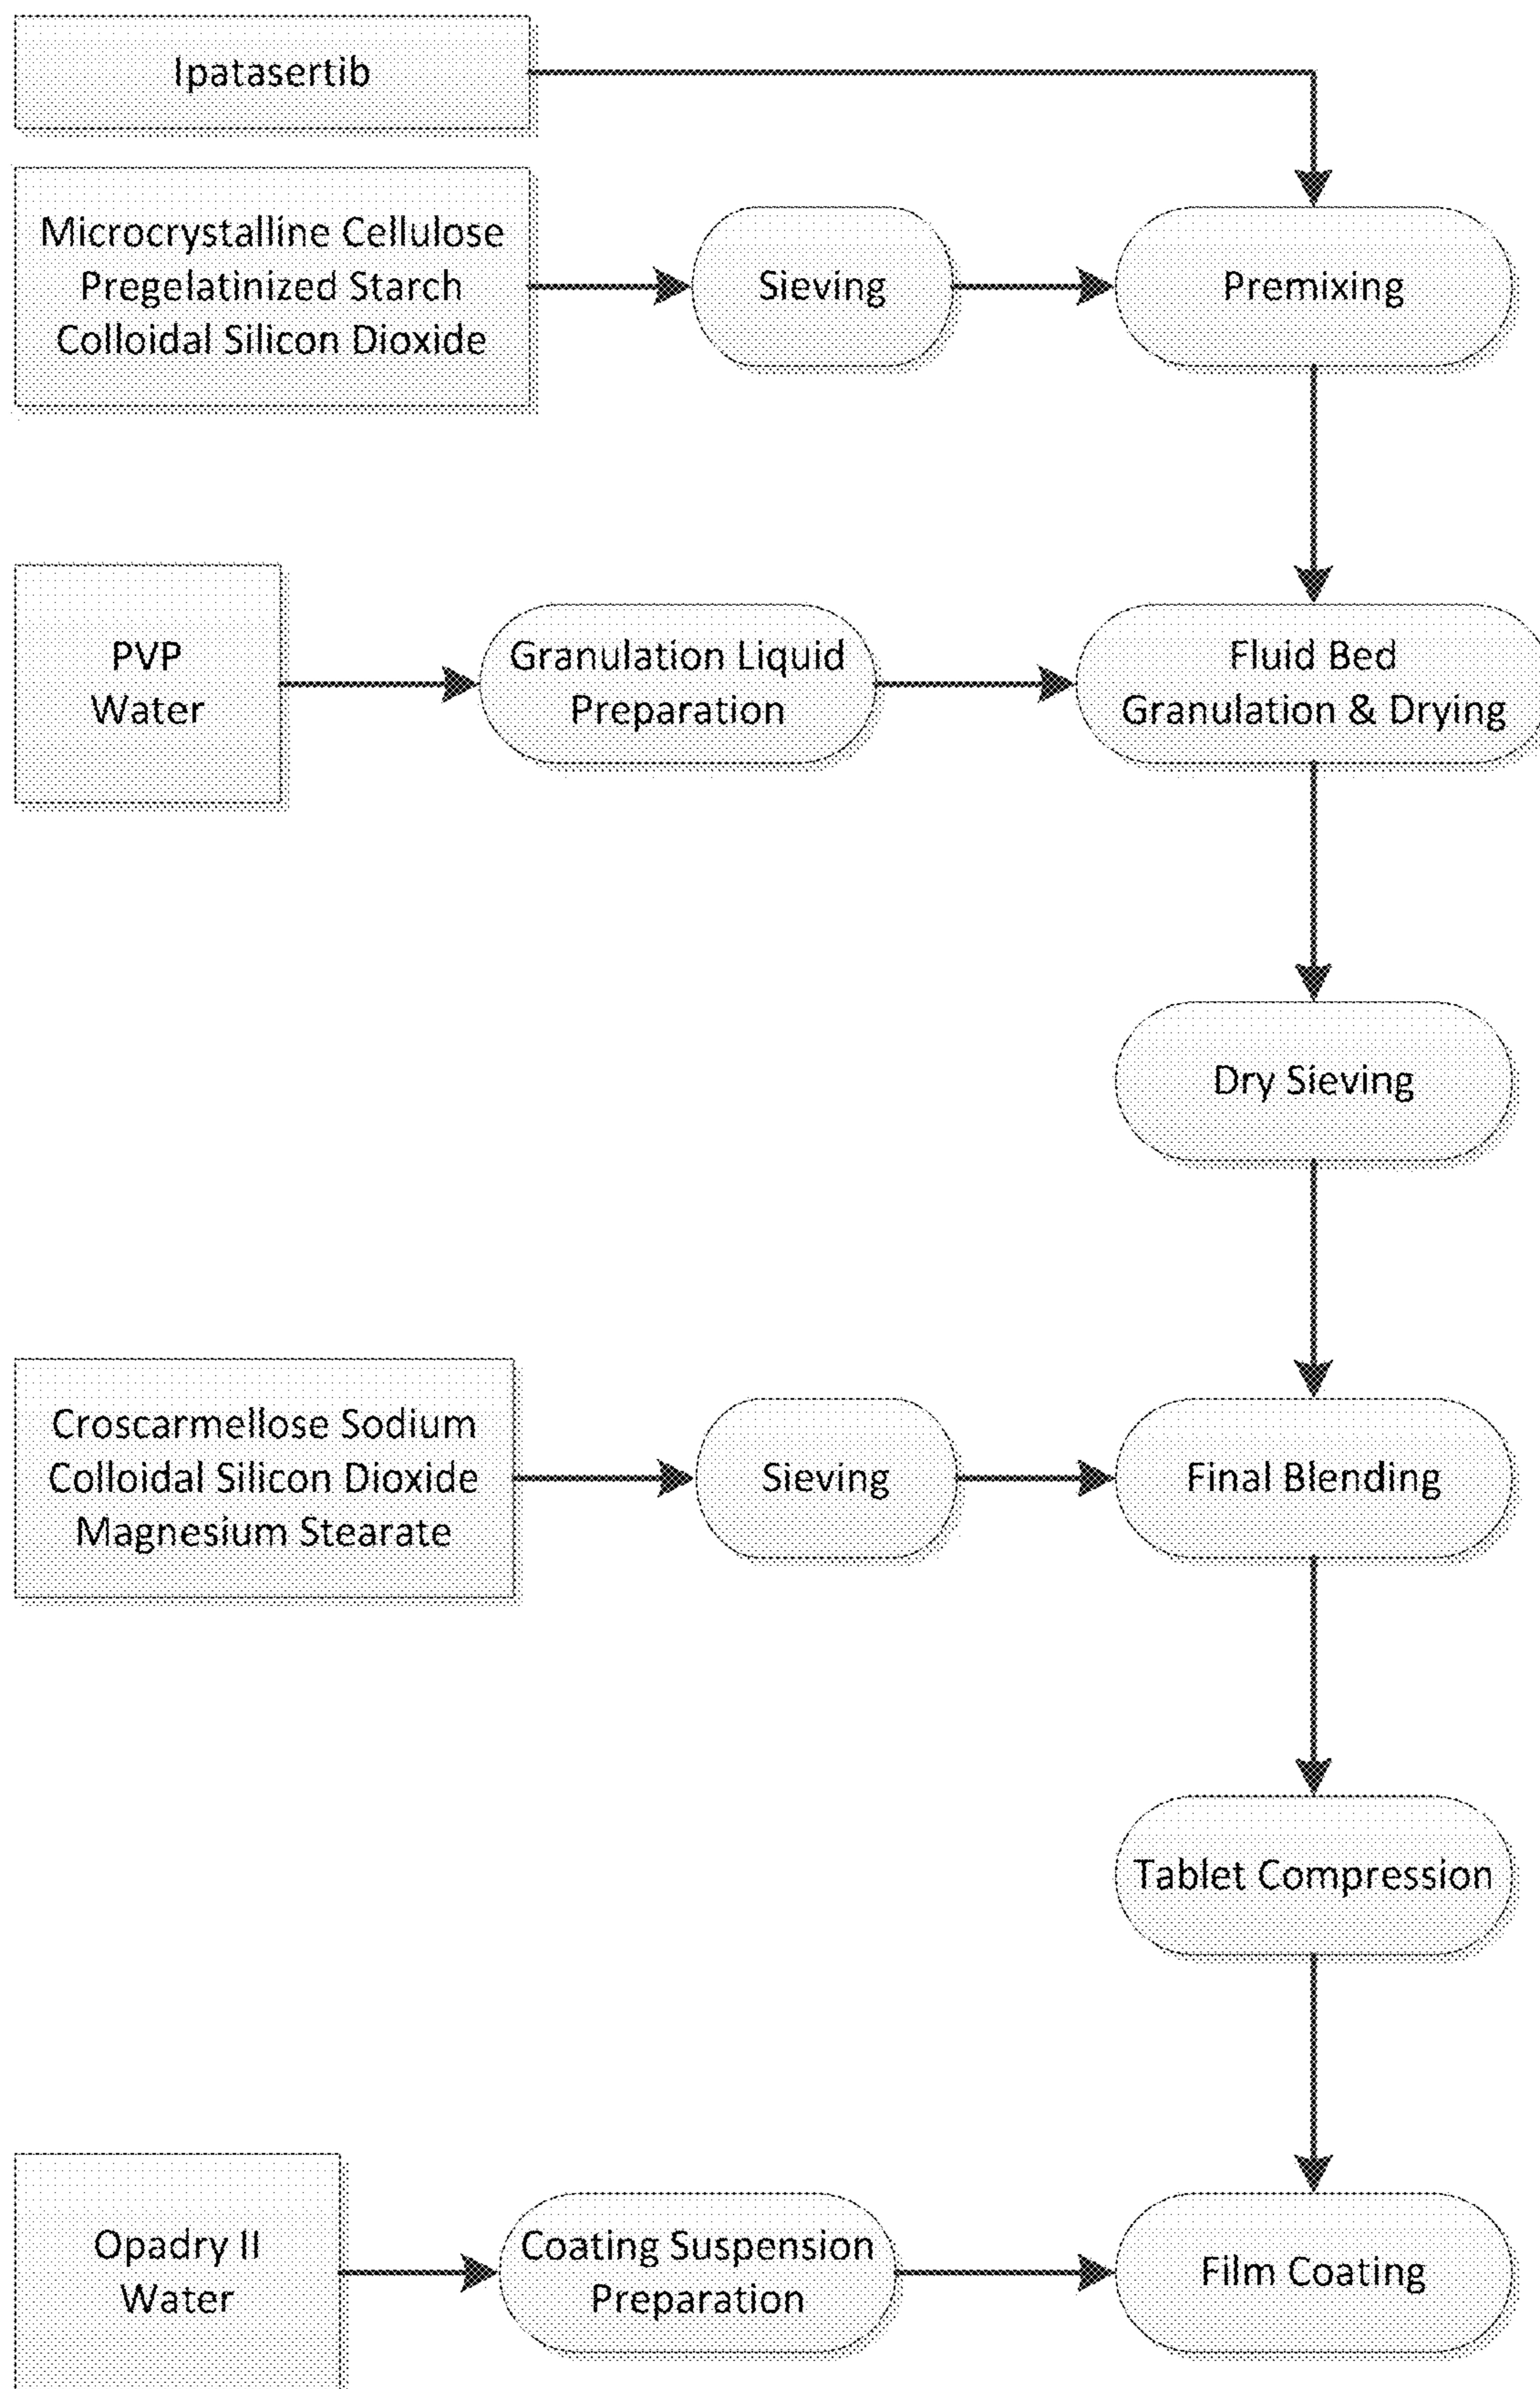 Ipatasertib
Microcrystalline Cellulose
Pregelatinized Starch
Colloidal Silicon Dioxide
Sieving
Premixing
PVP
Water
Granulation Liquid
Preparation
Fluid Bed
Granulation & Drying
Dry Sieving
Croscarmellose Sodium
Colloidal Silicon Dioxide
Magnesium Stearate
Sieving
Final Blending
Tablet Compression
Opadry II
Water
Coating Suspension
Preparation
Film Coating